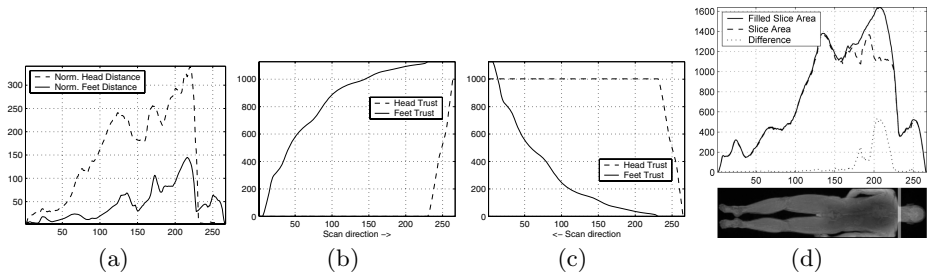 300
250
200
150
100
50
50 100 150 200 250
Norm. Head Distance
Norm. Feet Distance
(a)
1000
800
600
400
200
0
50 100 150 200 250
Head Trust
Feet Trust
Scan direction −>
(b)
1000
800
600
400
200
0
50 100 150 200 250
Head Trust
Feet Trust
<− Scan direction
(c)
1600
1400
1200
1000
800
600
400
200
0
50 100 150 200 250
Filled Slice Area
Slice Area
Difference
(d)